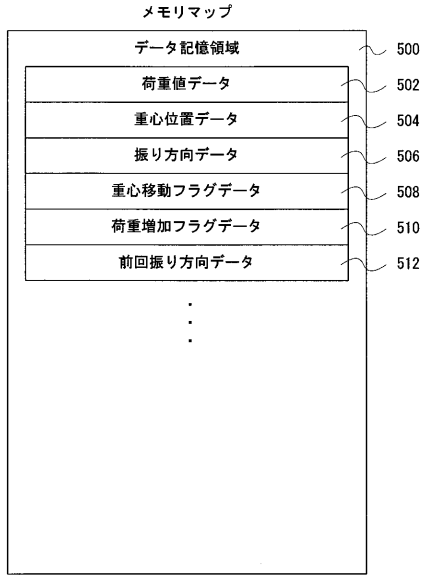 メモリマップ
データ記憶領域 500
荷重値データ 502
重心位置データ 504
振り方向データ 506
重心移動フラグデータ 508
荷重増加フラグデータ 510
前回振り方向データ 512